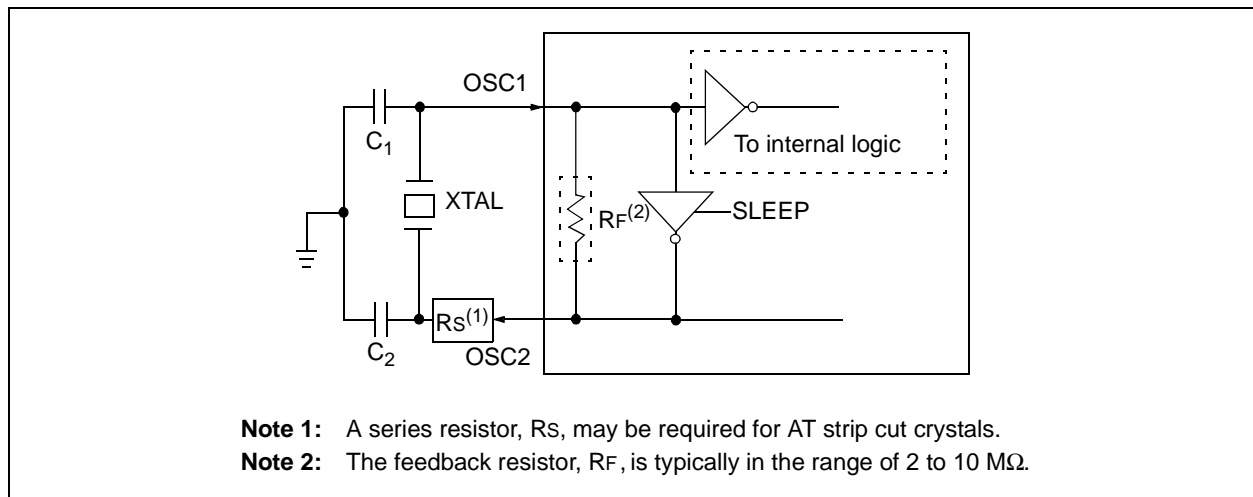 OSC1
C1
To internal logic
XTAL
RF(2)
SLEEP
RS(1)
C2
OSC2
Note 1: A series resistor, RS, may be required for AT strip cut crystals.
Note 2: The feedback resistor, RF, is typically in the range of 2 to 10 MΩ.